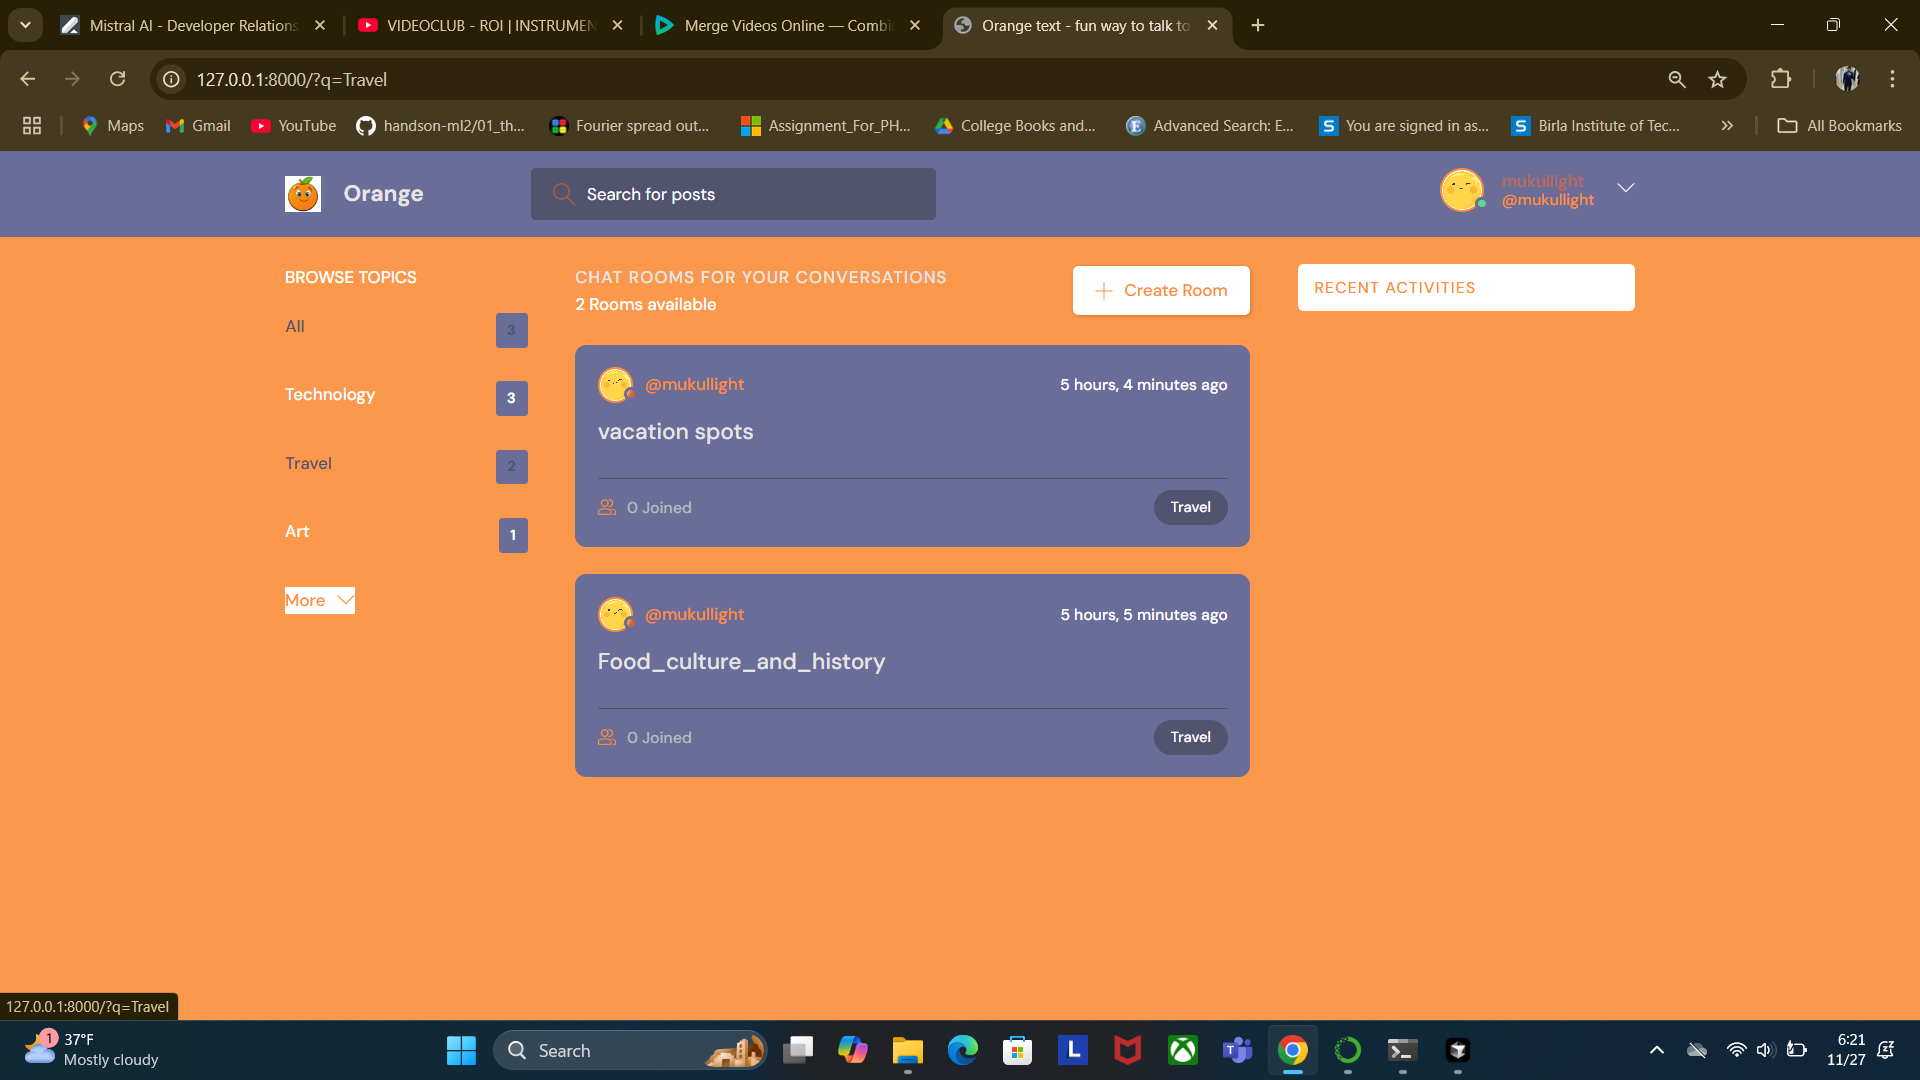 Mistral AI - Developer Relations
VIDEOCLUB - ROI | INSTRUMEN
Merge Videos Online — Combi
Orange text - fun way to talk to
127.0.0.1:8000/?q=Travel
Maps
Gmail
YouTube
handson-ml2/01_th...
Fourier spread out...
Assignment_For_PH...
College Books and...
Advanced Search: E...
You are signed in as...
Birla Institute of Tec...
All Bookmarks
Orange
Search for posts
mukullight
@mukullight
BROWSE TOPICS
All 3
Technology 3
Travel 2
Art 1
More
CHAT ROOMS FOR YOUR CONVERSATIONS
2 Rooms available
Create Room
@mukullight
5 hours, 4 minutes ago
vacation spots
0 Joined
Travel
@mukullight
5 hours, 5 minutes ago
Food_culture_and_history
0 Joined
Travel
RECENT ACTIVITIES
127.0.0.1:8000/?q=Travel
1
37°F
Mostly cloudy
Search
L
6:21
11/27